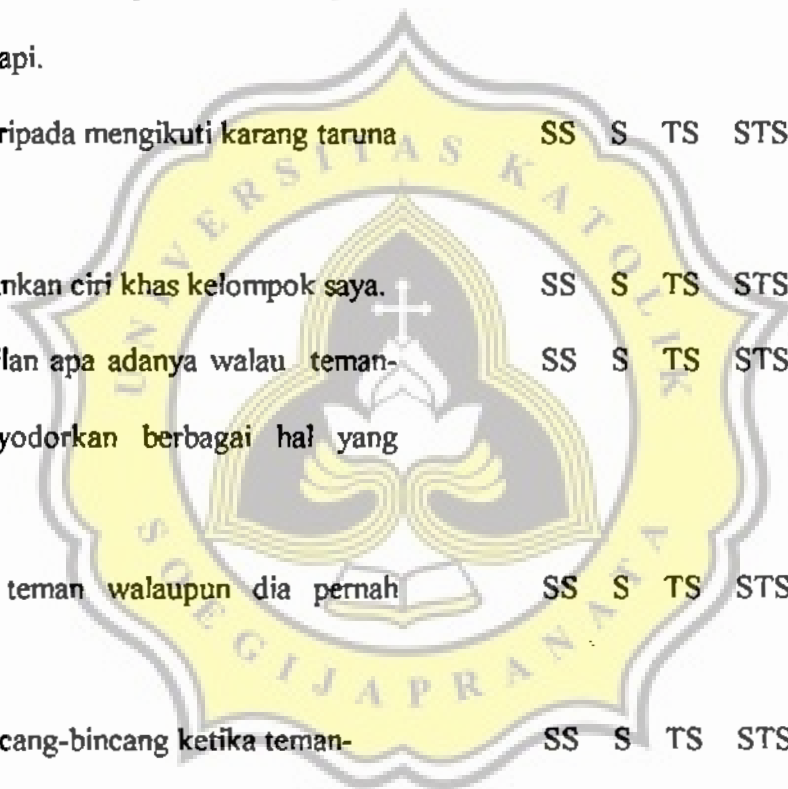 api.
ripada mengikuti karang taruna SS S TS STS
nkan ciri khas kelompok saya. SS S TS STS
ilan apa adanya walau teman- SS S TS STS
yodorkan berbagai hal yang
teman walaupun dia pernah SS S TS STS
cang-bincang ketika teman- SS S TS STS
UNIVERSITAS KATOLIK
SOEGIJAPRANATA